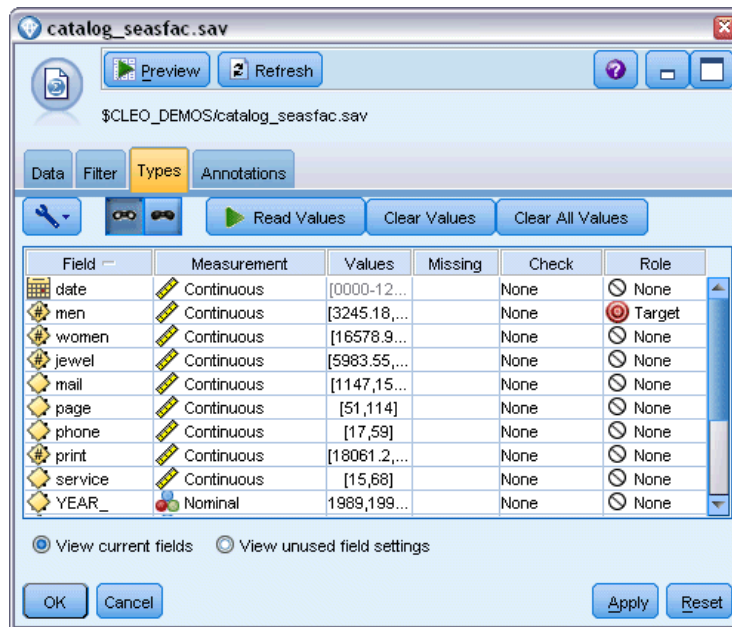 catalog_seasfac.sav
Preview Refresh
$CLEO_DEMOS/catalog_seasfac.sav
Data Filter Types Annotations
Read Values Clear Values Clear All Values
Field Measurement Values Missing Check Role
date Continuous [0000-12... None None
men Continuous [3245.18,... None Target
women Continuous [16578.9... None None
jewel Continuous [5983.55,... None None
mail Continuous [1147,15... None None
page Continuous [51,114] None None
phone Continuous [17,59] None None
print Continuous [18061.2,... None None
service Continuous [15,68] None None
YEAR_ Nominal 1989,199... None None
View current fields View unused field settings
OK Cancel Apply Reset